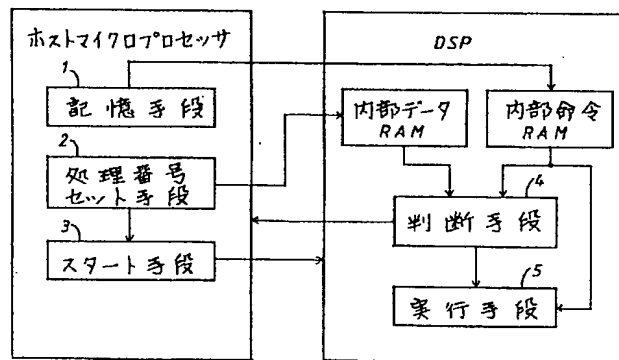 ホストマイクロプロセッサ
1
記憶手段
2
処理番号
セット手段
3
スタート手段
DSP
内部データ
RAM
内部命令
RAM
4
判断手段
5
実行手段